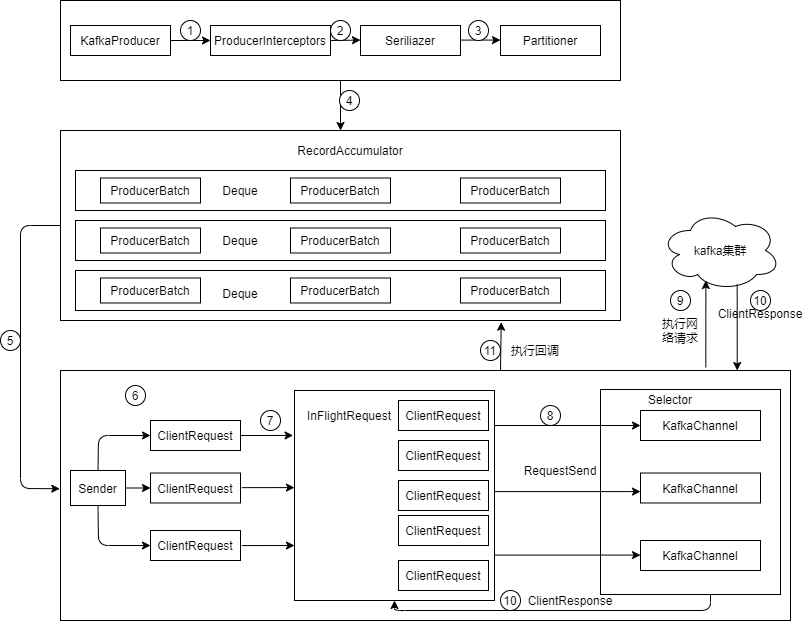 KafkaProducer
1
ProducerInterceptors
2
Seriliazer
3
Partitioner
4
RecordAccumulator
ProducerBatch
Deque
ProducerBatch
ProducerBatch
ProducerBatch
Deque
ProducerBatch
ProducerBatch
ProducerBatch
Deque
ProducerBatch
ProducerBatch
kafka集群
9
执行网
络请求
10
ClientResponse
5
11
执行回调
6
Sender
ClientRequest
ClientRequest
ClientRequest
7
InFlightRequest
ClientRequest
ClientRequest
ClientRequest
ClientRequest
ClientRequest
8
RequestSend
Selector
KafkaChannel
KafkaChannel
KafkaChannel
10
ClientResponse